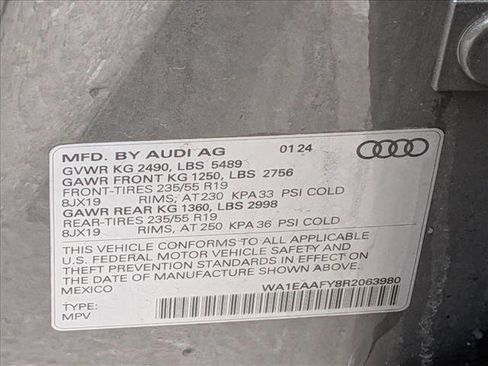 MFD. BY AUDI AG 01 24
GVWR KG 2490, LBS 5489
GAWR FRONT KG 1250, LBS 2756
FRONT-TIRES 235/55 R19
8JX19 RIMS, AT 230 KPA 33 PSI COLD
GAWR REAR KG 1360, LBS 2998
REAR-TIRES 235/55 R19
8JX19 RIMS, AT 250 KPA 36 PSI COLD
THIS VEHICLE CONFORMS TO ALL APPLICABLE
U.S. FEDERAL MOTOR VEHICLE SAFETY AND
THEFT PREVENTION STANDARDS IN EFFECT ON
THE DATE OF MANUFACTURE SHOWN ABOVE.
MEXICO
WA1EAAFY8R2063980
TYPE:
MPV